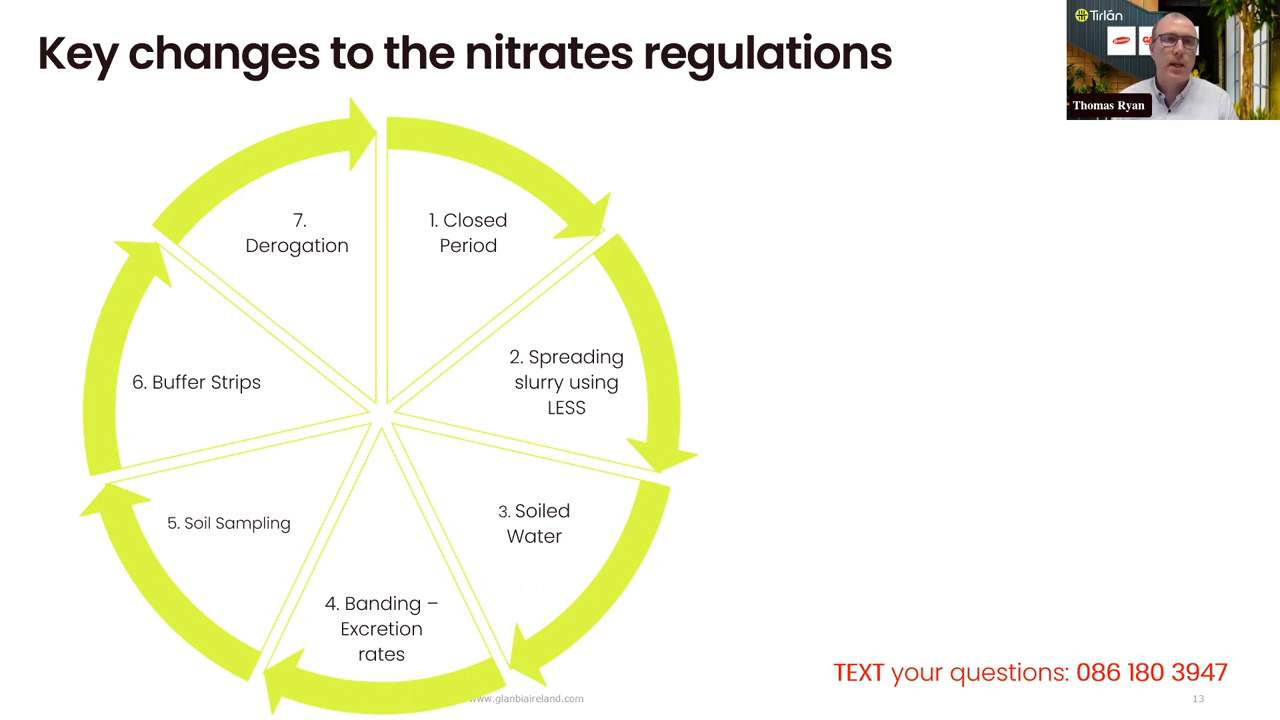 Key changes to the nitrates regulations
Tirlán
Thomas Ryan
7.
Derogation
1. Closed
Period
2. Spreading
slurry using
LESS
6. Buffer Strips
3. Soiled
Water
5. Soil Sampling
4. Banding –
Excretion
rates
TEXT your questions: 086 180 3947
www.glanbiaireland.com
13